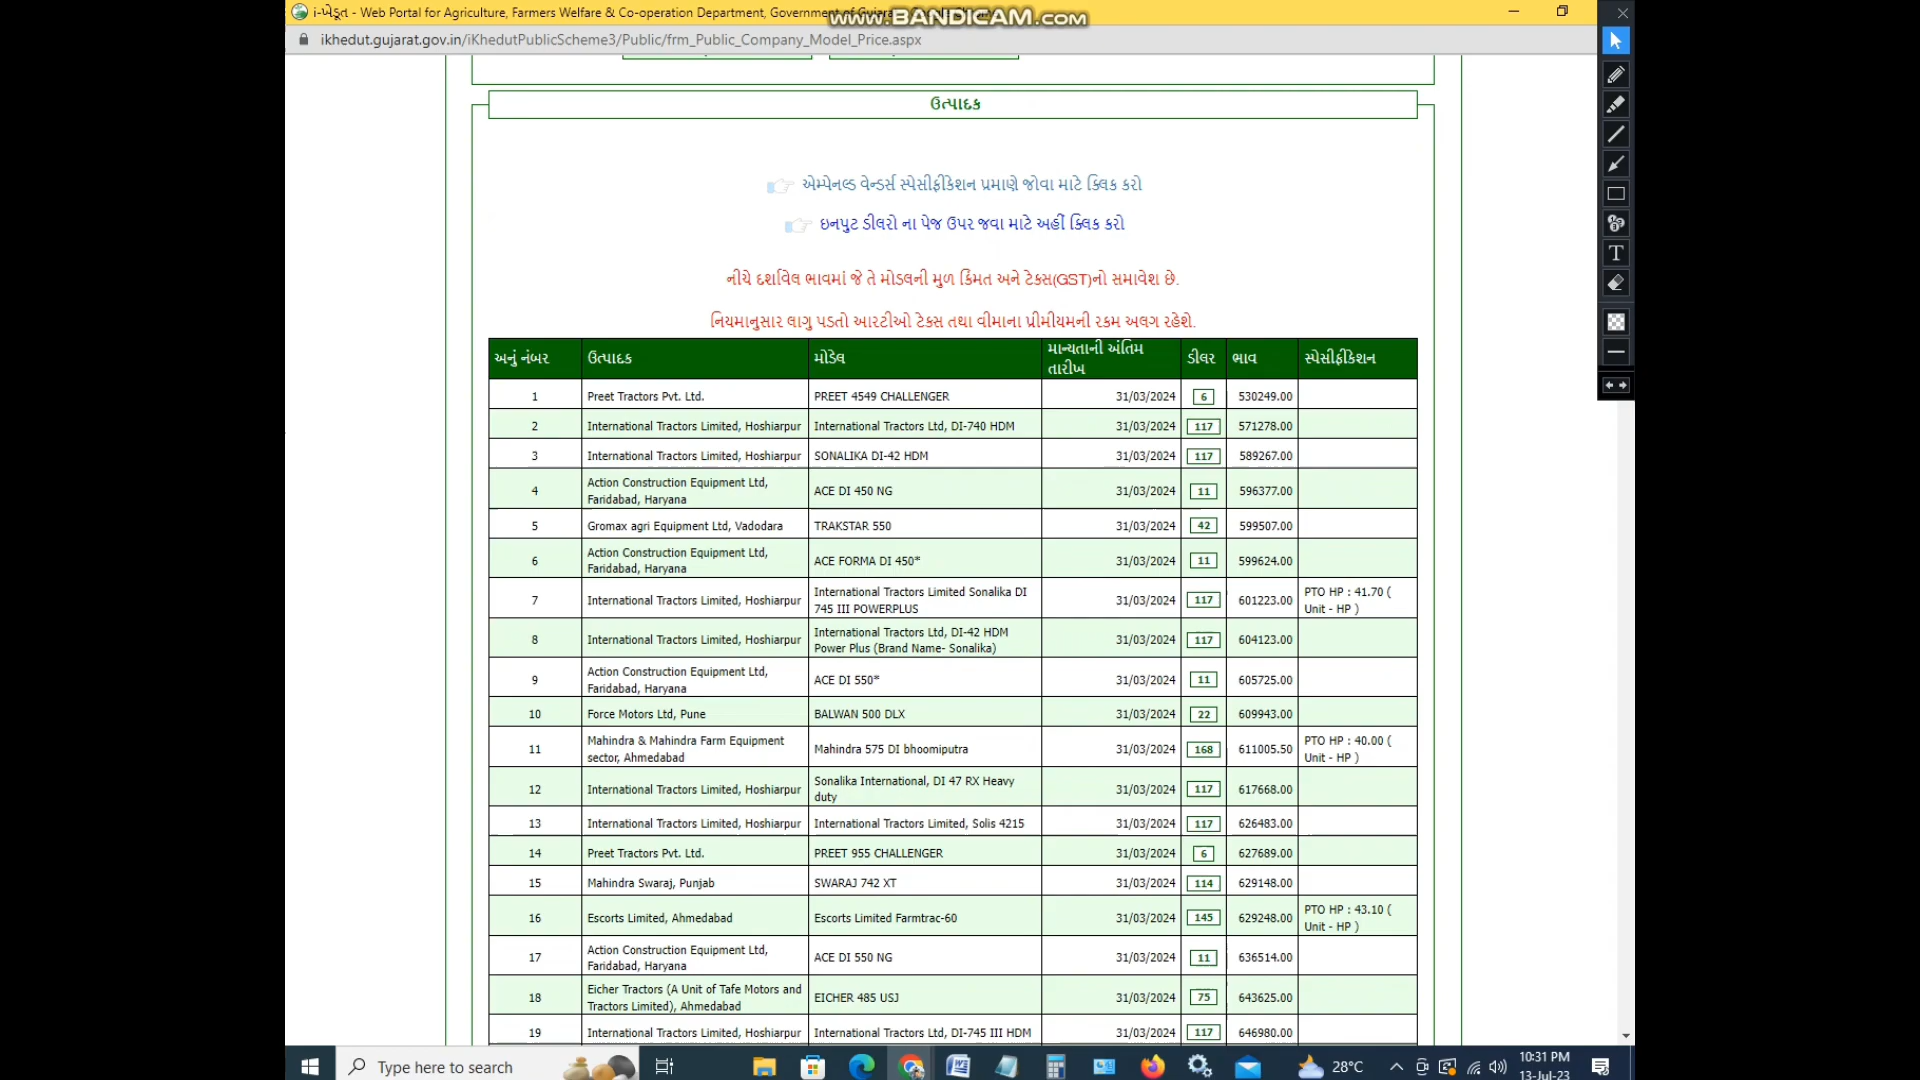 i-ખેડૂત - Web Portal for Agriculture, Farmers Welfare & Co-operation Department, Government of Gujarat
www.BANDICAM.com
ikhedut.gujarat.gov.in/iKhedutPublicScheme3/Public/frm_Public_Company_Model_Price.aspx
ઉત્પાદક
એમ્પેનલ્ડ વેન્ડર્સ સ્પેસીફીકેશન પ્રમાણે જોવા માટે ક્લિક કરો
ઇનપુટ ડીલરો ના પેજ ઉપર જવા માટે અહીં ક્લિક કરો
નીચે દર્શાવેલ ભાવમાં જે તે મોડલની મુળ કિંમત અને ટેક્સ(GST)નો સમાવેશ છે.
નિયમાનુસાર લાગુ પડતો આરટીઓ ટેક્સ તથા વીમાના પ્રીમીયમની રકમ અલગ રહેશે.
અનું નંબર ઉત્પાદક મોડેલ માન્યતાની અંતિમ તારીખ ડીલર ભાવ સ્પેસીફીકેશન
1 Preet Tractors Pvt. Ltd. PREET 4549 CHALLENGER 31/03/2024 6 530249.00
2 International Tractors Limited, Hoshiarpur International Tractors Ltd, DI-740 HDM 31/03/2024 117 571278.00
3 International Tractors Limited, Hoshiarpur SONALIKA DI-42 HDM 31/03/2024 117 589267.00
4 Action Construction Equipment Ltd, Faridabad, Haryana ACE DI 450 NG 31/03/2024 11 596377.00
5 Gromax agri Equipment Ltd, Vadodara TRAKSTAR 550 31/03/2024 42 599507.00
6 Action Construction Equipment Ltd, Faridabad, Haryana ACE FORMA DI 450* 31/03/2024 11 599624.00
7 International Tractors Limited, Hoshiarpur International Tractors Limited Sonalika DI 745 III POWERPLUS 31/03/2024 117 601223.00 PTO HP : 41.70 ( Unit - HP )
8 International Tractors Limited, Hoshiarpur International Tractors Ltd, DI-42 HDM Power Plus (Brand Name- Sonalika) 31/03/2024 117 604123.00
9 Action Construction Equipment Ltd, Faridabad, Haryana ACE DI 550* 31/03/2024 11 605725.00
10 Force Motors Ltd, Pune BALWAN 500 DLX 31/03/2024 22 609943.00
11 Mahindra & Mahindra Farm Equipment sector, Ahmedabad Mahindra 575 DI bhoomiputra 31/03/2024 168 611005.50 PTO HP : 40.00 ( Unit - HP )
12 International Tractors Limited, Hoshiarpur Sonalika International, DI 47 RX Heavy duty 31/03/2024 117 617668.00
13 International Tractors Limited, Hoshiarpur International Tractors Limited, Solis 4215 31/03/2024 117 626483.00
14 Preet Tractors Pvt. Ltd. PREET 955 CHALLENGER 31/03/2024 6 627689.00
15 Mahindra Swaraj, Punjab SWARAJ 742 XT 31/03/2024 114 629148.00
16 Escorts Limited, Ahmedabad Escorts Limited Farmtrac-60 31/03/2024 145 629248.00 PTO HP : 43.10 ( Unit - HP )
17 Action Construction Equipment Ltd, Faridabad, Haryana ACE DI 550 NG 31/03/2024 11 636514.00
18 Eicher Tractors (A Unit of Tafe Motors and Tractors Limited), Ahmedabad EICHER 485 USJ 31/03/2024 75 643625.00
19 International Tractors Limited, Hoshiarpur International Tractors Ltd, DI-745 III HDM 31/03/2024 117 646980.00
Type here to search
28°C
10:31 PM
13-Jul-23